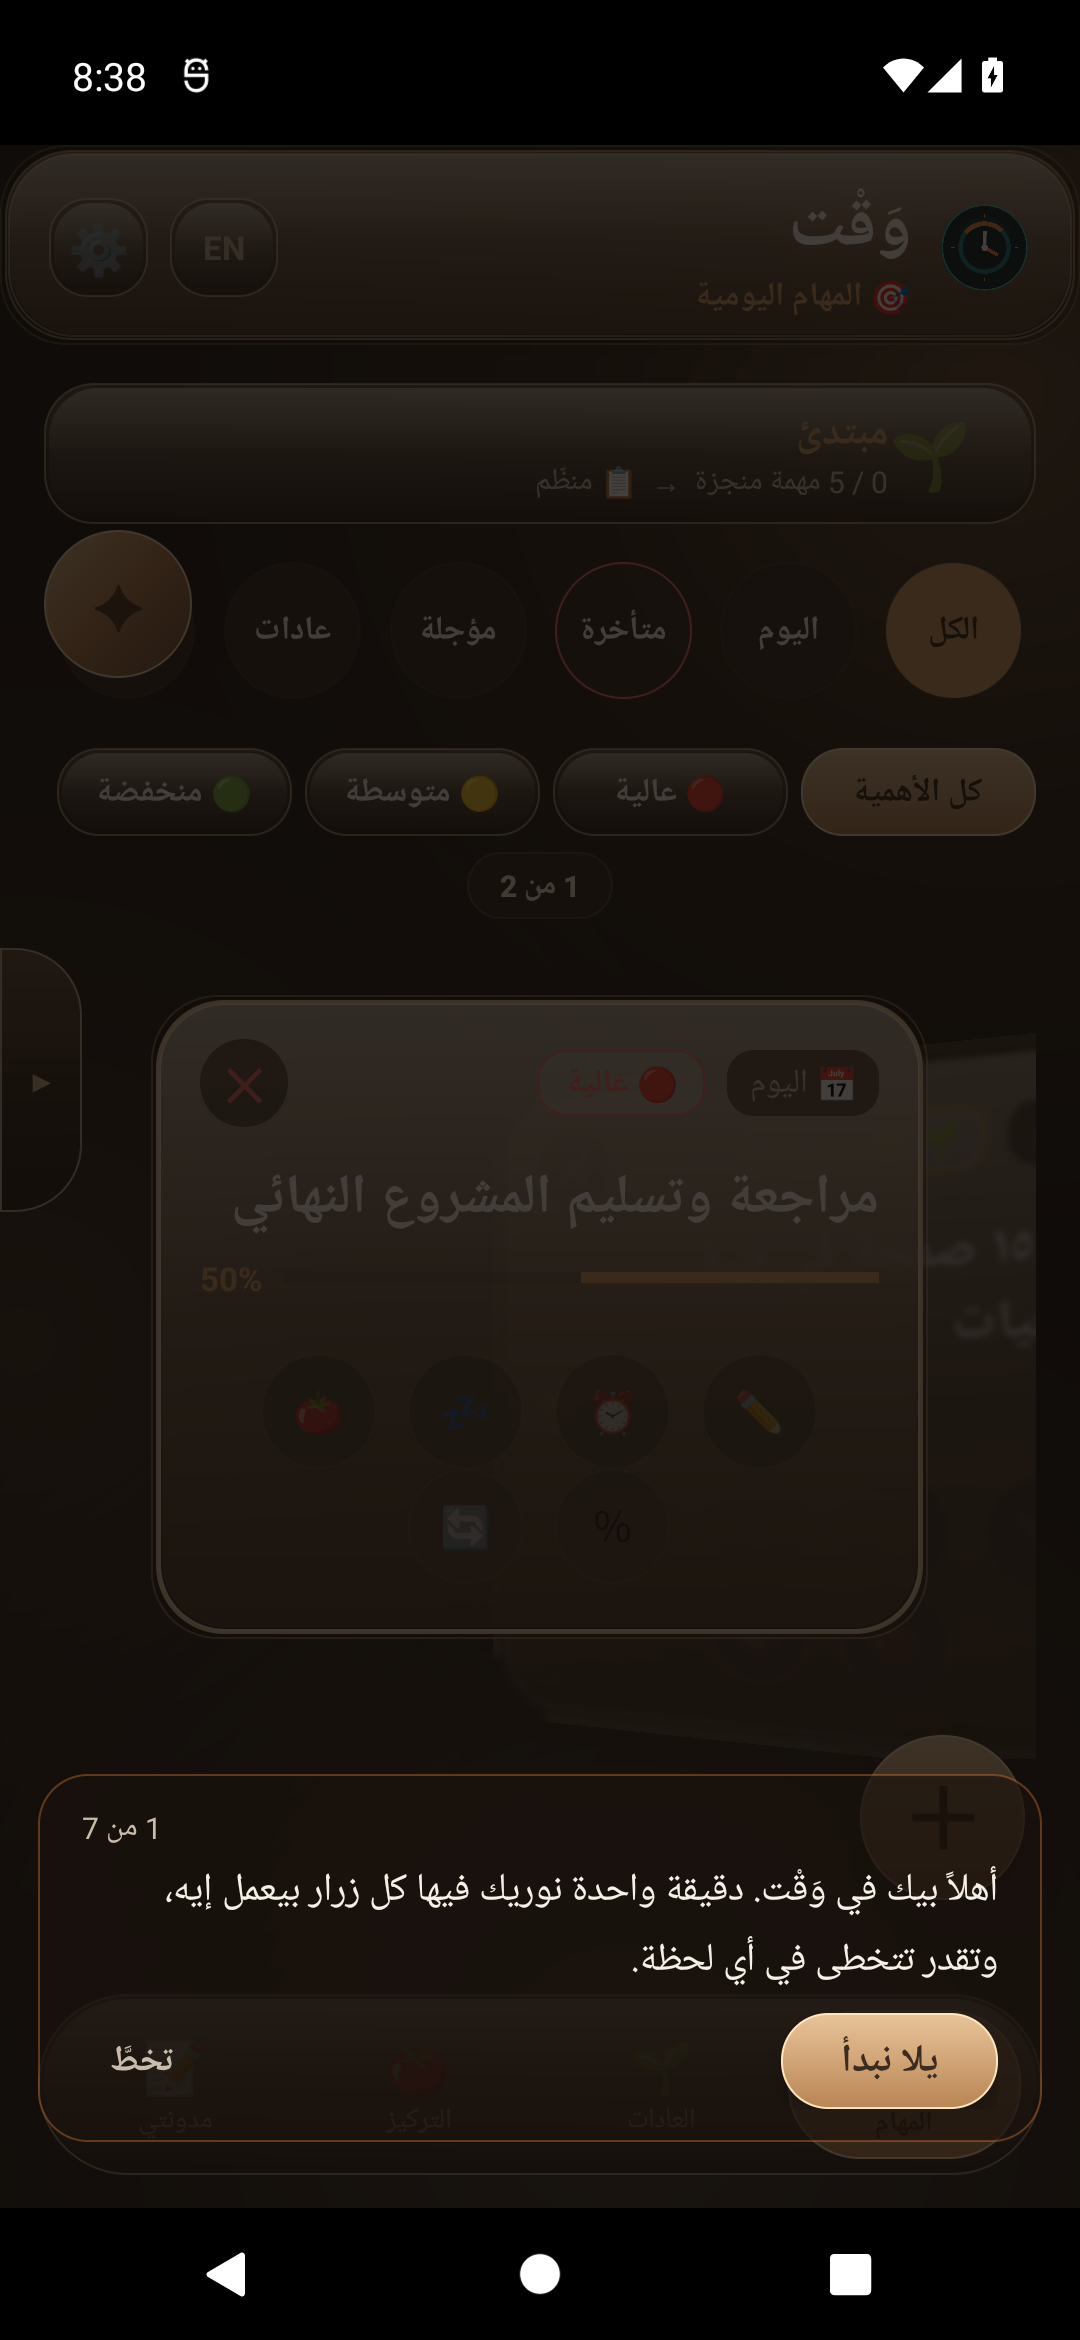 8:38
وَقْت
EN
🎯 المهام اليومية
مبتدئ
0 / 5 مهمة منجزة → 📋 منظّم
الكل
اليوم
متأخرة
مؤجلة
عادات
كل الأهمية
🔴 عالية
🟡 متوسطة
🟢 منخفضة
1 من 2
📅 اليوم
🔴 عالية
مراجعة وتسليم المشروع النهائي
50%
١٥
%
1 من 7
أهلاً بيك في وَقْت. دقيقة واحدة نوريك فيها كل زرار بيعمل إيه،
وتقدر تتخطى في أي لحظة.
يلا نبدأ
تخطَّ
المهام
العادات
التركيز
مدونتي